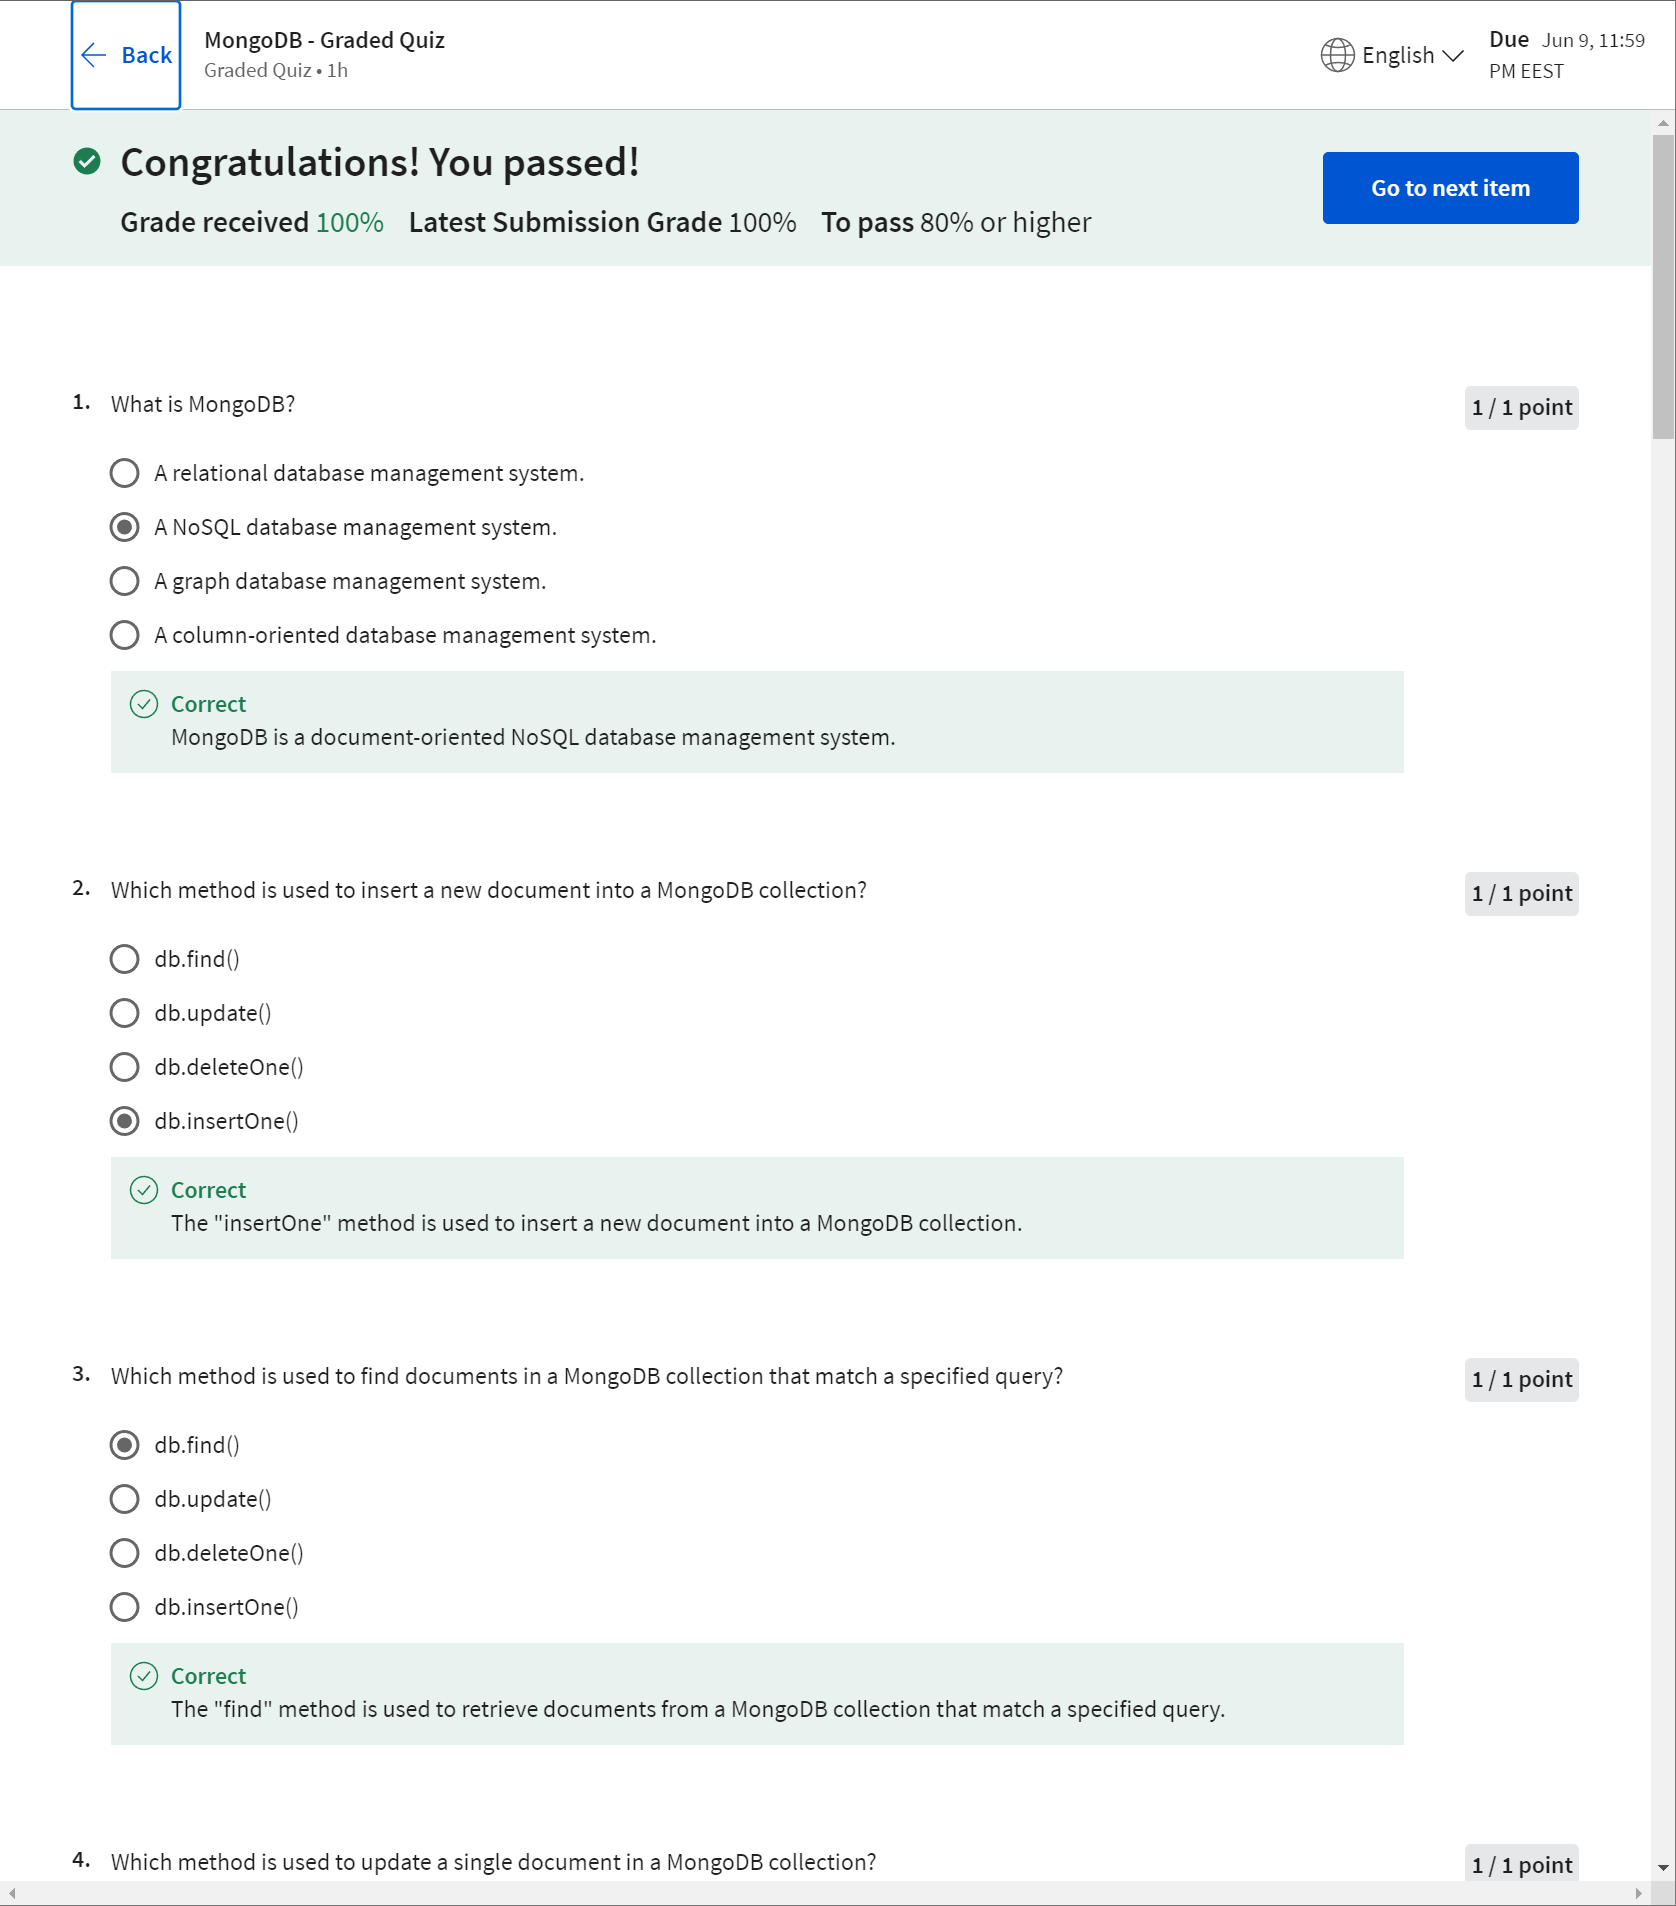 Back
MongoDB - Graded Quiz
Graded Quiz • 1h
English
Due Jun 9, 11:59
PM EEST
Congratulations! You passed!
Grade received 100% Latest Submission Grade 100% To pass 80% or higher
Go to next item
1. What is MongoDB?
1 / 1 point
A relational database management system.
A NoSQL database management system.
A graph database management system.
A column-oriented database management system.
Correct
MongoDB is a document-oriented NoSQL database management system.
2. Which method is used to insert a new document into a MongoDB collection?
1 / 1 point
db.find()
db.update()
db.deleteOne()
db.insertOne()
Correct
The "insertOne" method is used to insert a new document into a MongoDB collection.
3. Which method is used to find documents in a MongoDB collection that match a specified query?
1 / 1 point
db.find()
db.update()
db.deleteOne()
db.insertOne()
Correct
The "find" method is used to retrieve documents from a MongoDB collection that match a specified query.
4. Which method is used to update a single document in a MongoDB collection?
1 / 1 point